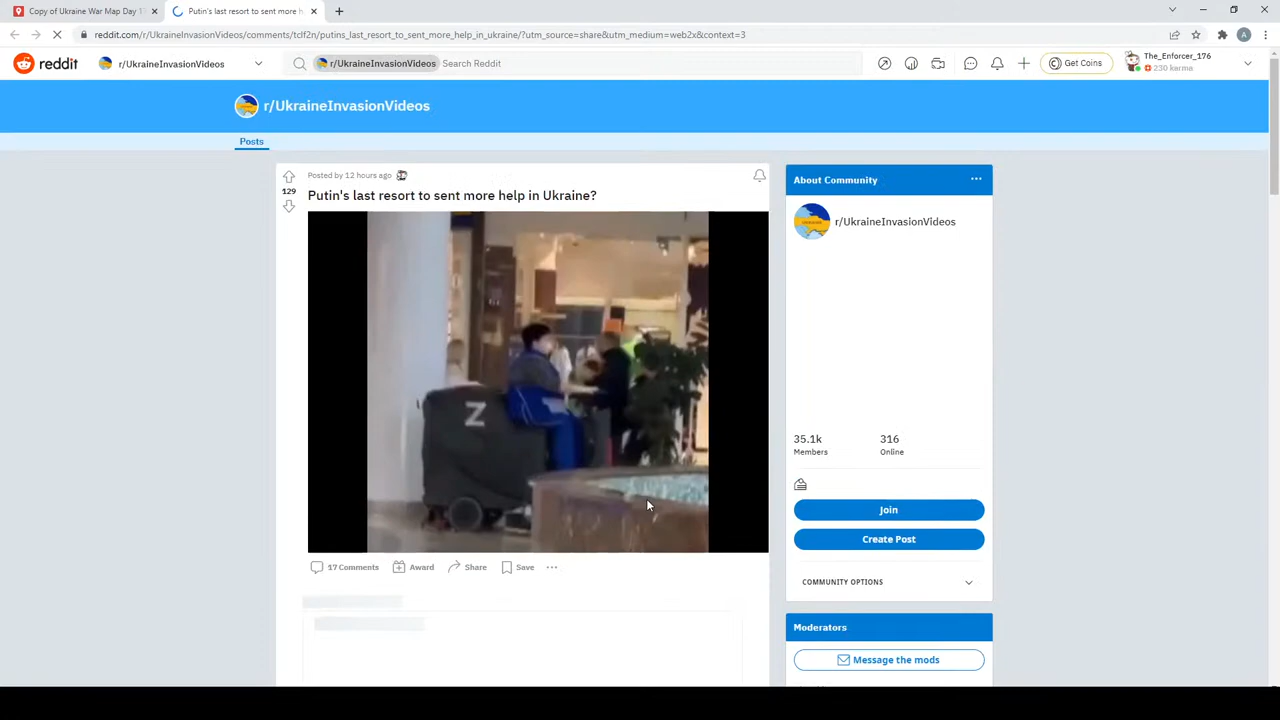 Copy of Ukraine War Map Day 1
Putin's last resort to sent more h
reddit.com/r/UkraineInvasionVideos/comments/tclf2n/putins_last_resort_to_sent_more_help_in_ukraine/?utm_source=share&utm_medium=web2x&context=3
A
reddit
r/UkraineInvasionVideos
r/UkraineInvasionVideos Search Reddit
Get Coins
The_Enforcer_176
230 karma
r/UkraineInvasionVideos
Posts
Posted by 12 hours ago
129
Putin's last resort to sent more help in Ukraine?
Z
17 Comments Award Share Save
About Community
r/UkraineInvasionVideos
35.1k 316
Members Online
Join
Create Post
COMMUNITY OPTIONS
Moderators
Message the mods